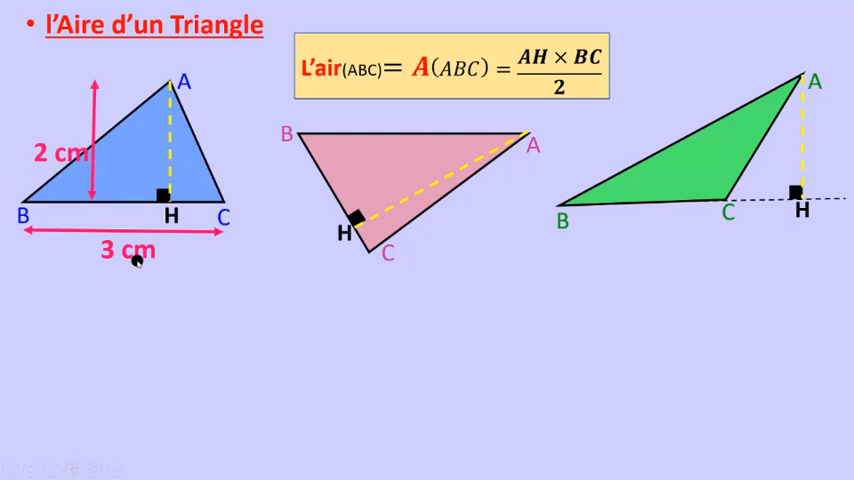 • l'Aire d'un Triangle
L'air(ABC)= A(ABC) = AH × BC / 2
A
2 cm
B
H
C
3 cm
B
A
H
C
A
B
C
H